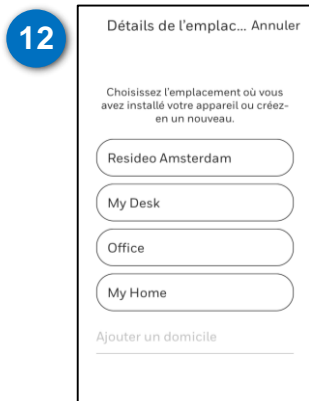 12
Détails de l'emplac... Annuler
Choisissez l'emplacement où vous
avez installé votre appareil ou créez-
en un nouveau.
Resideo Amsterdam
My Desk
Office
My Home
Ajouter un domicile